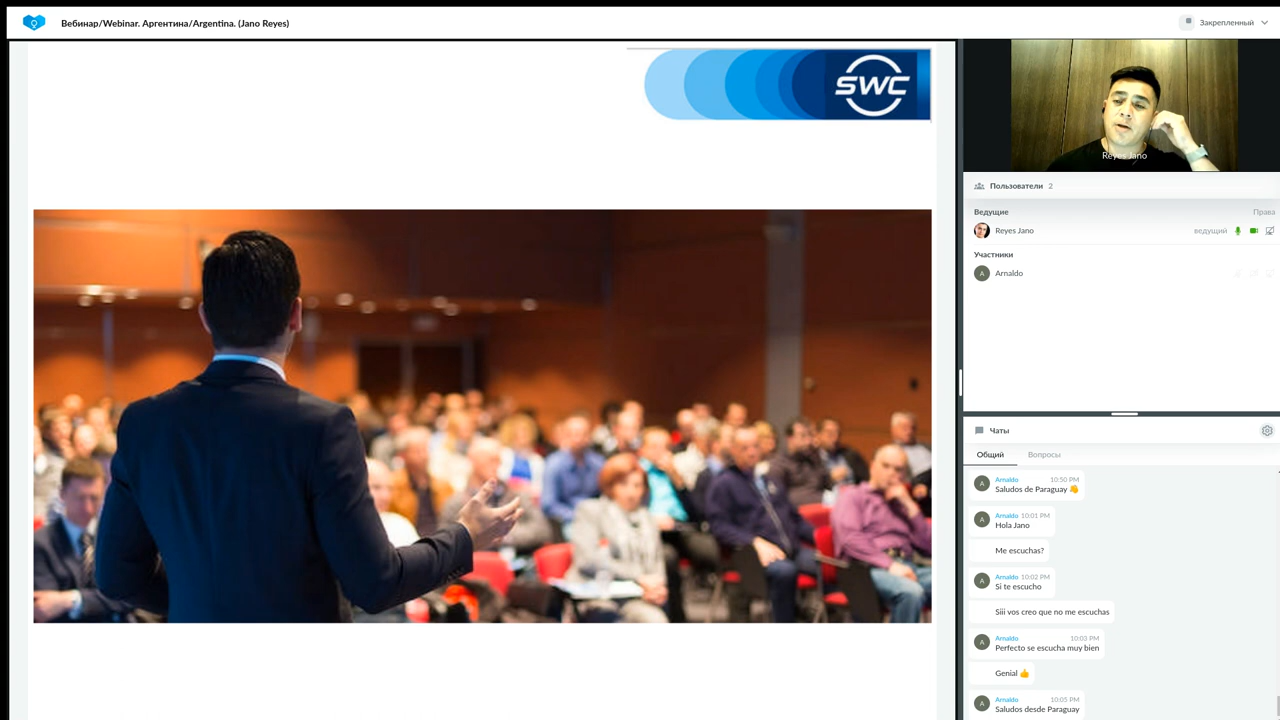 Вебинар/Webinar. Аргентина/Argentina. (Jano Reyes)
Закрепленный
SWC
Reyes Jano
Пользователи 2
Ведущие Права
Reyes Jano ведущий
Участники
A Arnaldo
Чаты
Общий Вопросы
A Arnaldo 10:50 PM
Saludos de Paraguay 👋
A Arnaldo 10:01 PM
Hola Jano
Me escuchas?
A Arnaldo 10:02 PM
Si te escucho
Siii vos creo que no me escuchas
A Arnaldo 10:03 PM
Perfecto se escucha muy bien
Genial 👍
A Arnaldo 10:05 PM
Saludos desde Paraguay